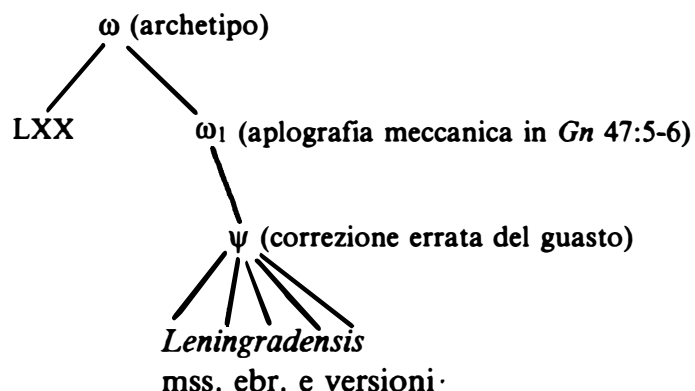 ω (archetipo)
LXX ω1 (aplografia meccanica in Gn 47:5-6)
ψ (correzione errata del guasto)
Leningradensis
mss. ebr. e versioni